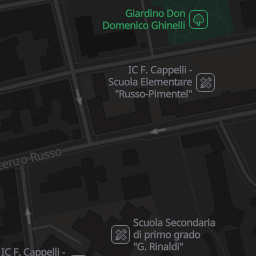 Giardino Don
Domenico Ghinelli
IC F. Cappelli -
Scuola Elementare
"Russo-Pimentel"
enzo Russo
Scuola Secondaria
di primo grado
"G. Rinaldi"
IC F. Cappelli -